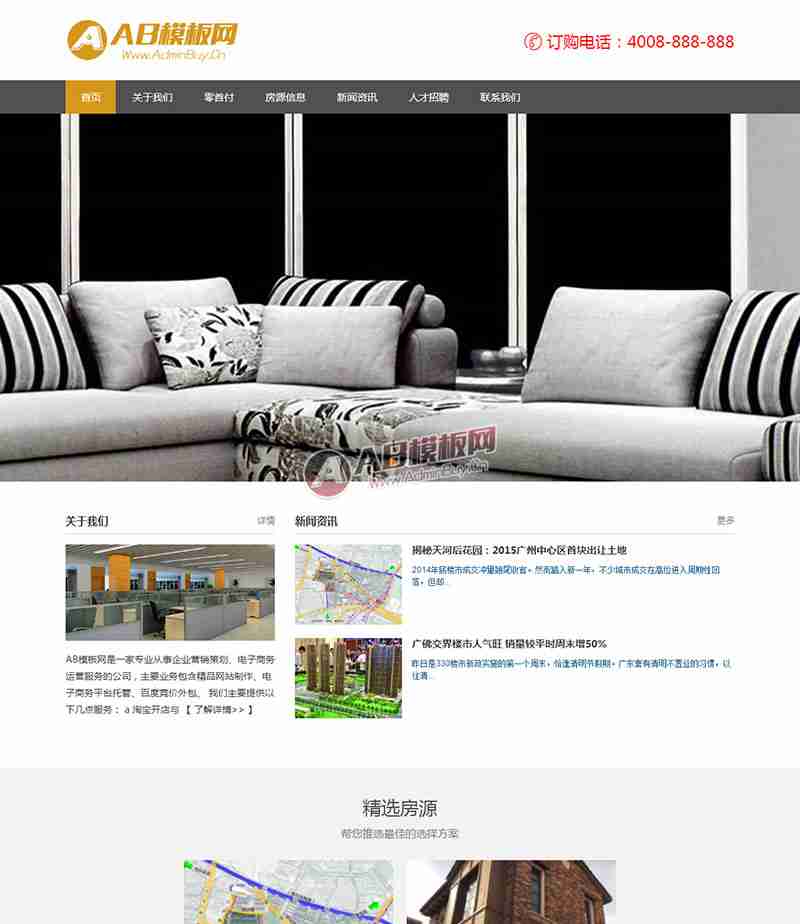 AB模板网
Www.AdminBuy.Cn
订购电话：4008-888-888
首页 关于我们 零首付 房源信息 新闻资讯 人才招聘 联系我们
AB模板网
Www.AdminBuy.Cn
关于我们 详情
新闻资讯 更多
AB模板网是一家专业从事企业营销策划、电子商务
运营服务的公司，主要业务包含精品网站制作、电
子商务平台托管、百度竞价外包、 我们主要提供以
下几点服务： a 淘宝开店与 【 了解详情>> 】
揭秘天河后花园：2015广州中心区首块出让土地
2014年底楼市成交冲量翘尾收官，然而踏入新一年，不少城市成交在高位进入周期性回
落，但却...
广佛交界楼市人气旺 销量较平时周末增50%
昨日是330楼市新政实施的第一个周末，恰逢清明节假期，广东素有清明不置业的习惯，以
往清...
精选房源
帮您推选最佳的选择方案